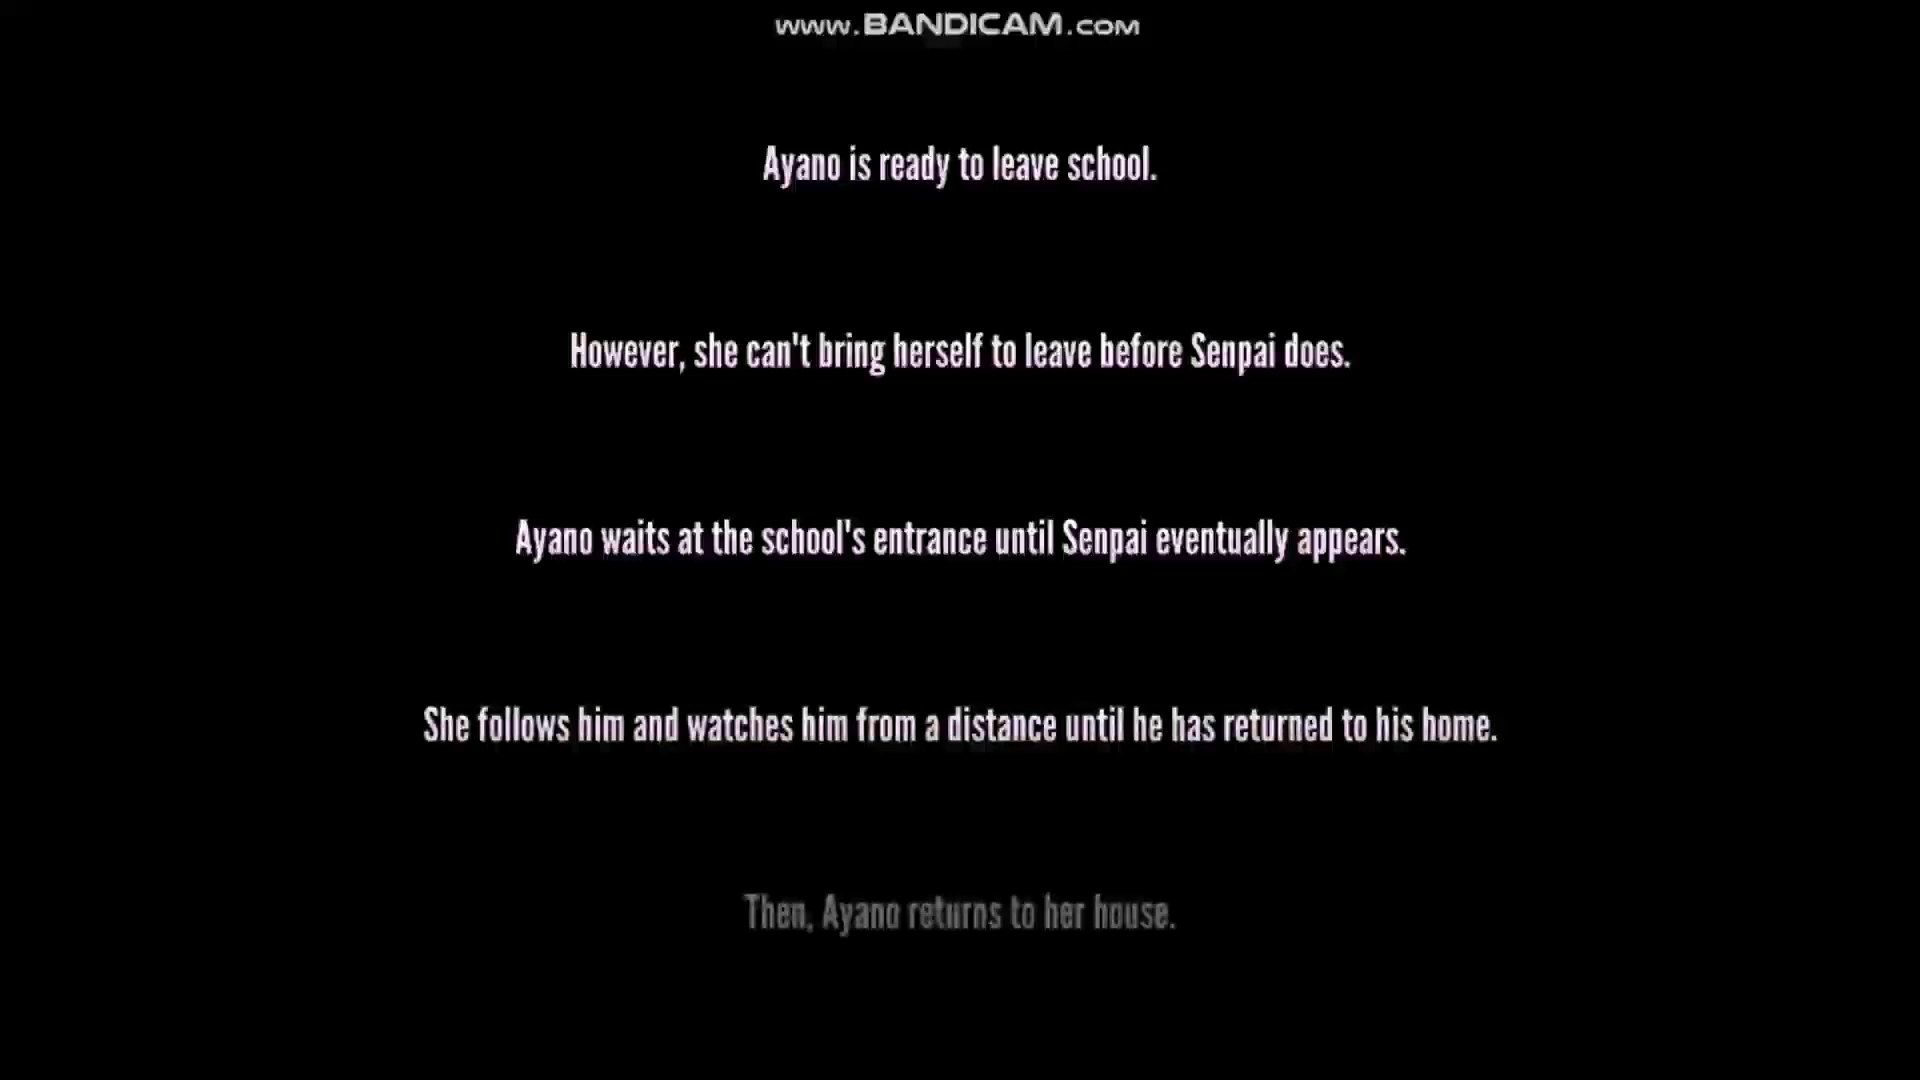 www.BANDICAM.com
Ayano is ready to leave school.
However, she can't bring herself to leave before Senpai does.
Ayano waits at the school's entrance until Senpai eventually appears.
She follows him and watches him from a distance until he has returned to his home.
Then, Ayano returns to her house.